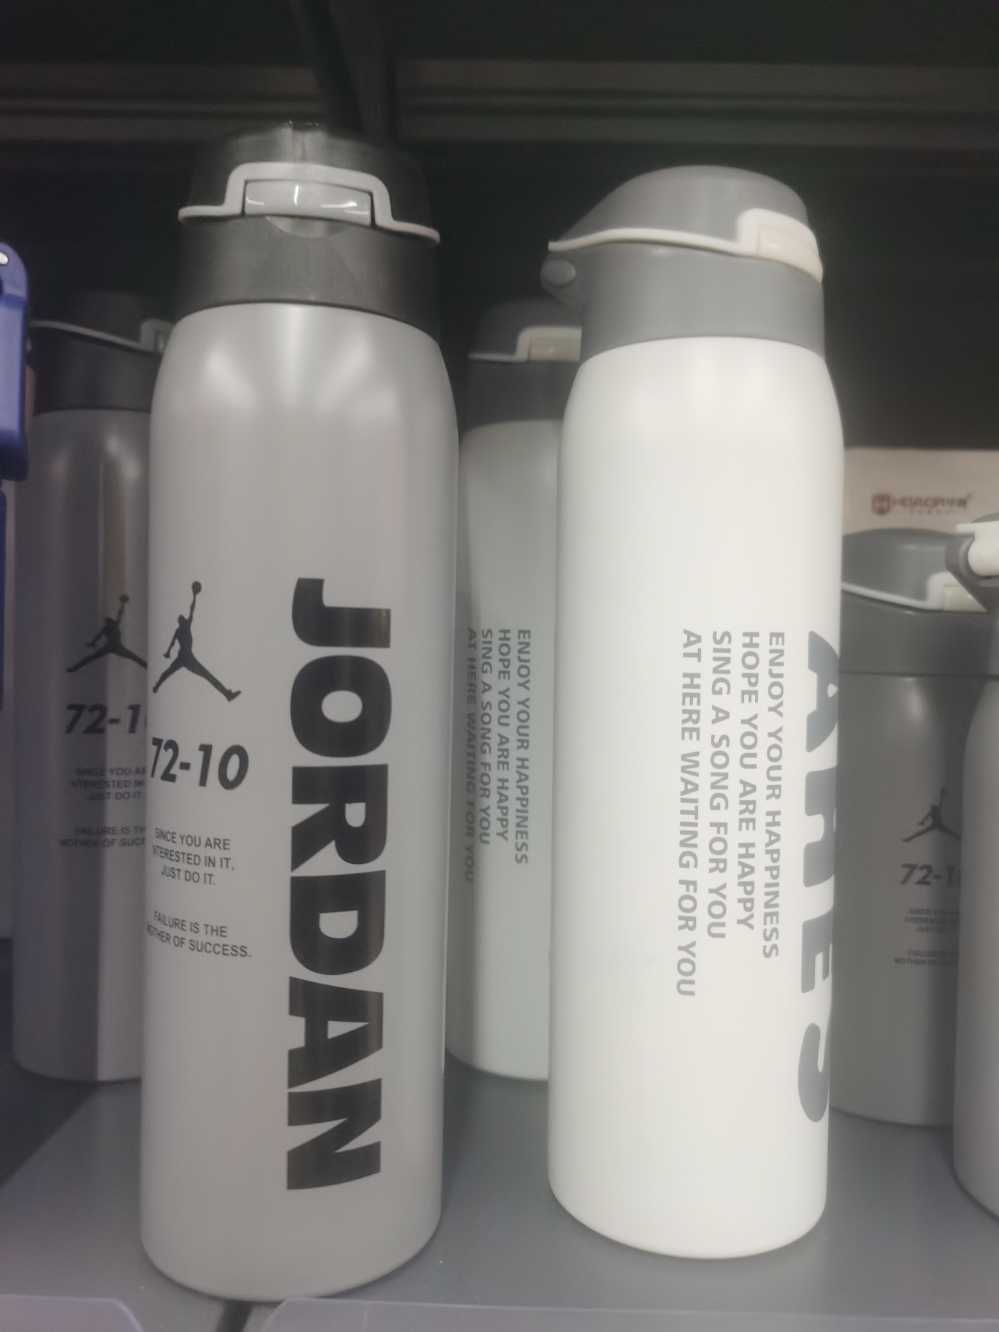 72-10
SINCE YOU ARE
INTERESTED IN IT,
JUST DO IT.
FAILURE IS THE
MOTHER OF SUCCESS.
JORDAN
ENJOY YOUR HAPPINESS
HOPE YOU ARE HAPPY
SING A SONG FOR YOU
AT HERE WAITING FOR YOU
ENJOY YOUR HAPPINESS
HOPE YOU ARE HAPPY
SING A SONG FOR YOU
AT HERE WAITING FOR YOU
ARES
72-1
72-1